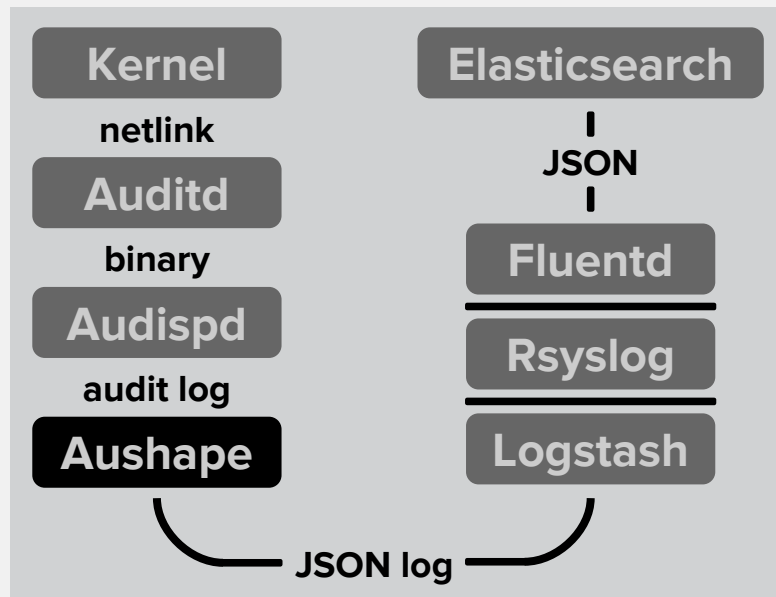 Kernel
netlink
Auditd
binary
Audispd
audit log
Aushape
JSON log
Elasticsearch
JSON
Fluentd
Rsyslog
Logstash